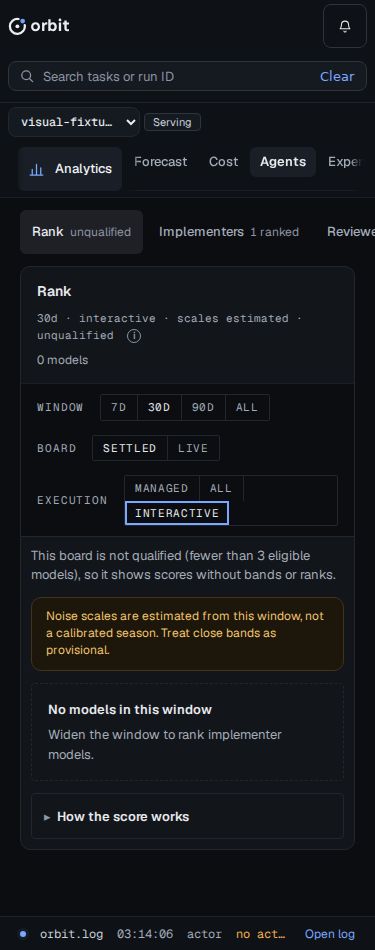 orbit
Search tasks or run ID Clear
visual-fixtu… Serving
Analytics Forecast Cost Agents Exper
Rank unqualified Implementers 1 ranked Reviewe
Rank
30d · interactive · scales estimated ·
unqualified
0 models
WINDOW 7D 30D 90D ALL
BOARD SETTLED LIVE
EXECUTION MANAGED ALL
INTERACTIVE
This board is not qualified (fewer than 3 eligible
models), so it shows scores without bands or ranks.
Noise scales are estimated from this window, not
a calibrated season. Treat close bands as
provisional.
No models in this window
Widen the window to rank implementer
models.
How the score works
orbit.log 03:14:06 actor no act… Open log